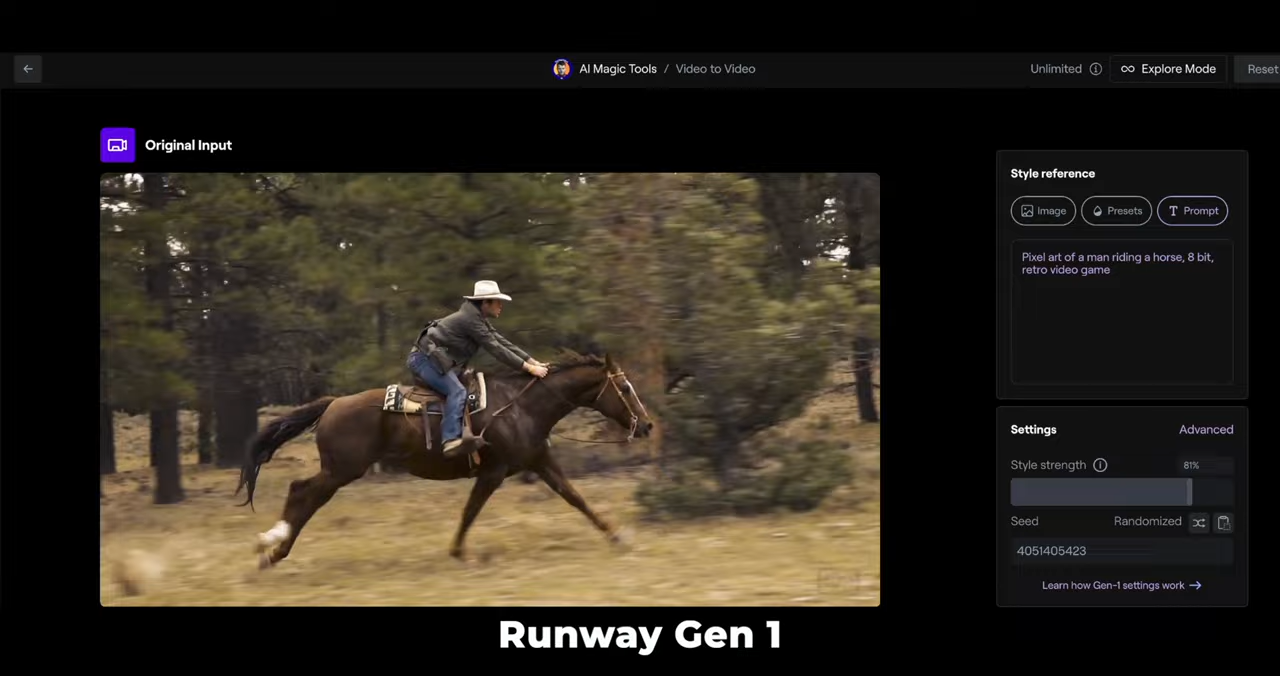 AI Magic Tools / Video to Video
Unlimited
Explore Mode
Reset
Original Input
Style reference
Image
Presets
Prompt
Pixel art of a man riding a horse, 8 bit,
retro video game
Settings
Advanced
Style strength
81%
Seed
Randomized
4051405423
Learn how Gen-1 settings work →
Runway Gen 1